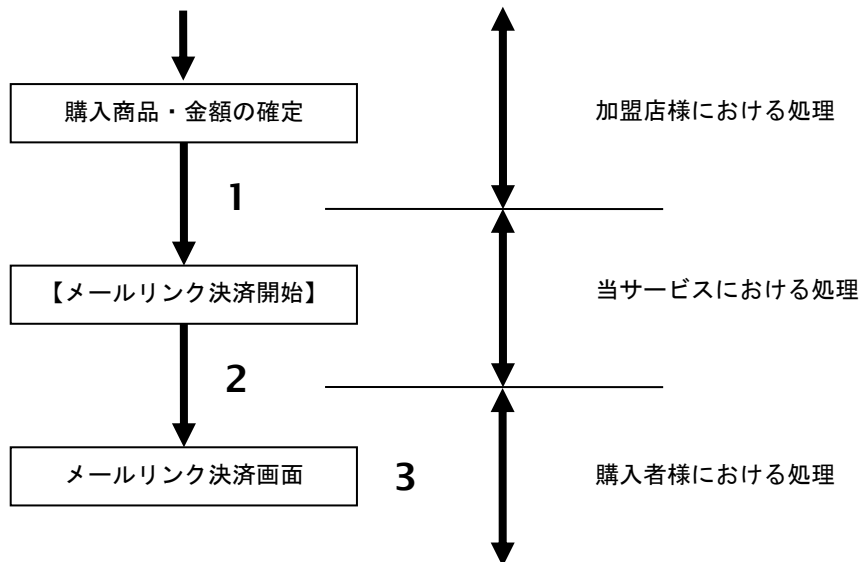 購入商品・金額の確定
加盟店様における処理
1
【メールリンク決済開始】
当サービスにおける処理
2
メールリンク決済画面
3
購入者様における処理